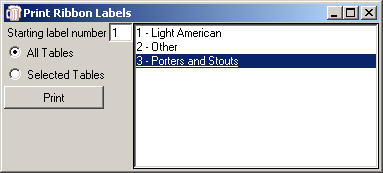 Print Ribbon Labels
Starting label number 1
All Tables
Selected Tables
Print
1 - Light American
2 - Other
3 - Porters and Stouts